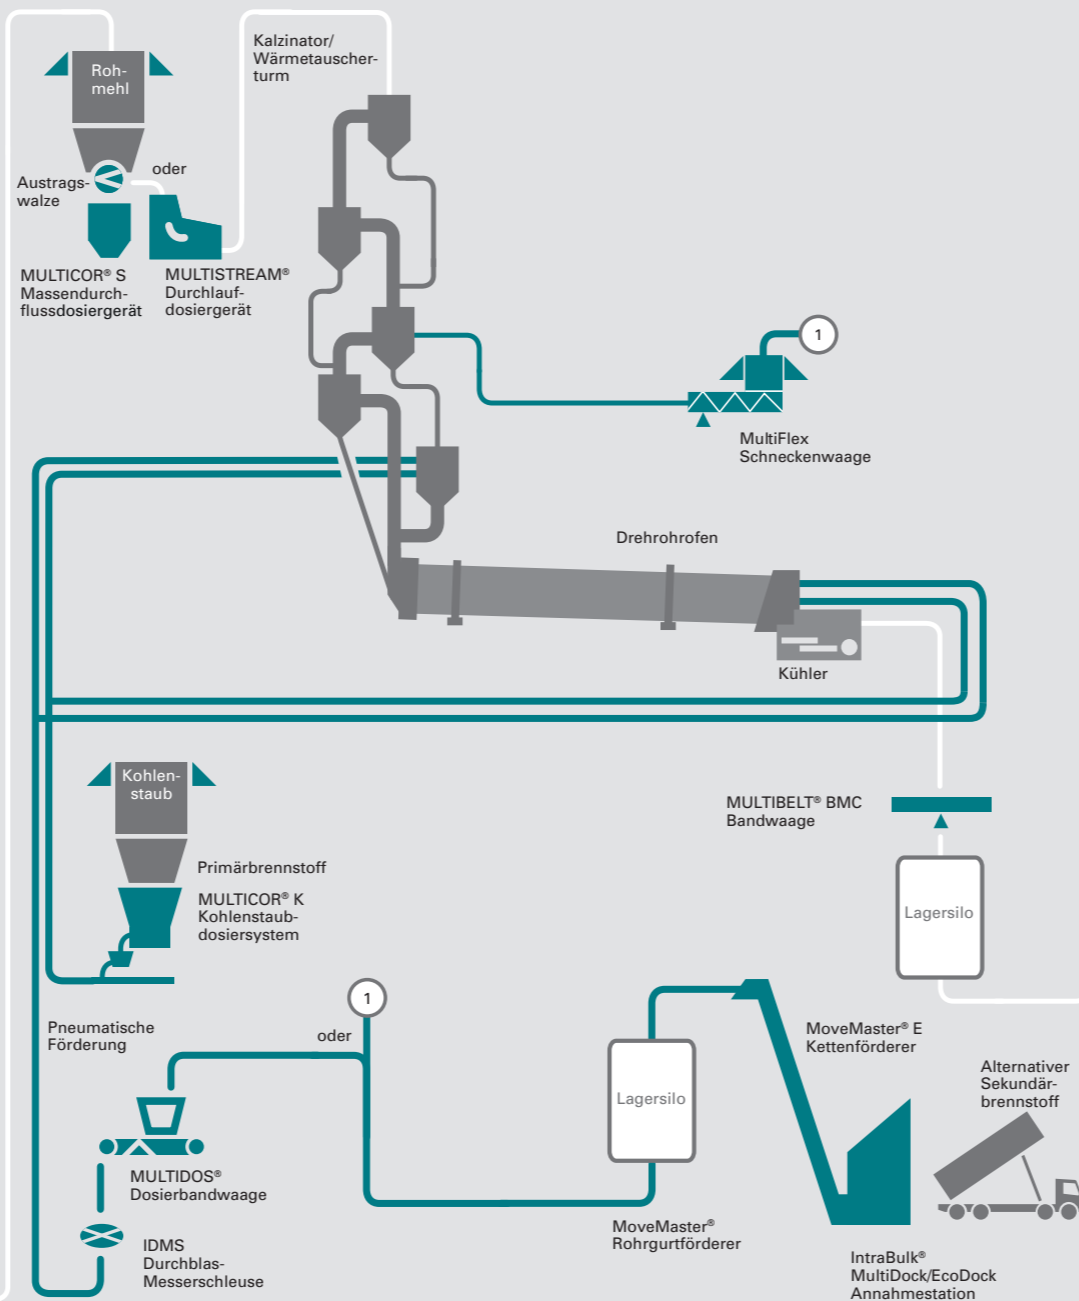 Kalzinator/
Wärmetauscher-
turm
Roh-
mehl
oder
Austrags-
walze
MULTICOR® S
Massendurch-
flussdosiergerät
MULTISTREAM®
Durchlauf-
dosiergerät
1
MultiFlex
Schneckenwaage
Drehrohrofen
Kühler
Kohlen-
staub
Primärbrennstoff
MULTICOR® K
Kohlenstaub-
dosiersystem
MULTIBELT® BMC
Bandwaage
Lagersilo
Pneumatische
Förderung
oder
1
MULTIDOS®
Dosierbandwaage
IDMS
Durchblas-
Messerschleuse
Lagersilo
MoveMaster®
Rohrgurtförderer
MoveMaster® E
Kettenförderer
Alternativer
Sekundär-
brennstoff
IntraBulk®
MultiDock/EcoDock
Annahmestation